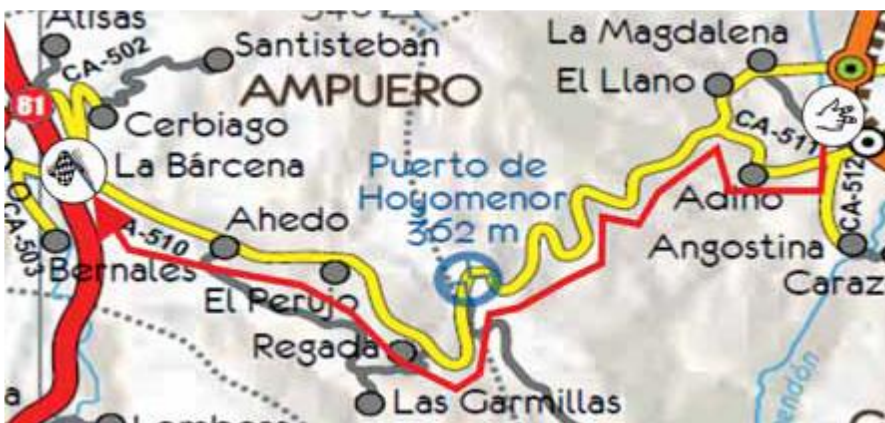 Alisas
CA-502
Santisteban
La Magdalena
AMPUERO
El Llano
81
Cerbiago
CA-511
La Bárcena
Puerto de
Hoyomenor
362 m
Adino
CA-512
CA-503
A-510
Ahedo
Angostina
Bernales
Caraz
El Perujo
Regada
Las Garmillas